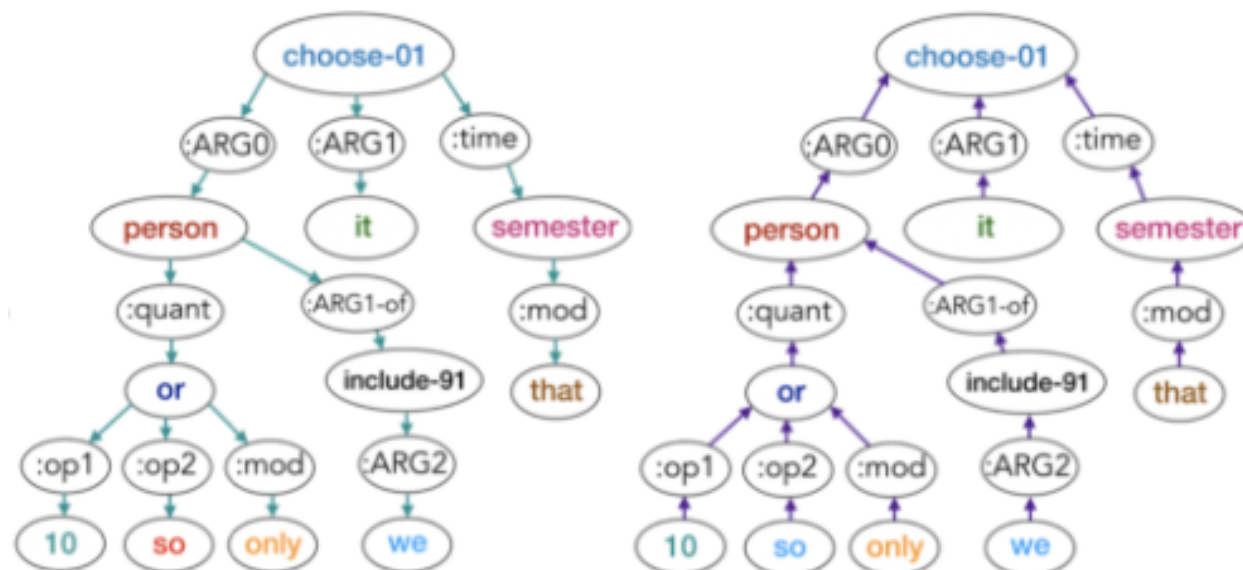 choose-01 choose-01
:ARG0 :ARG1 :time :ARG0 :ARG1 :time
person it semester person it semester
:quant :ARG1-of :mod :quant :ARG1-of :mod
or include-91 that or include-91 that
:op1 :op2 :mod :ARG2 :op1 :op2 :mod :ARG2
10 so only we 10 so only we